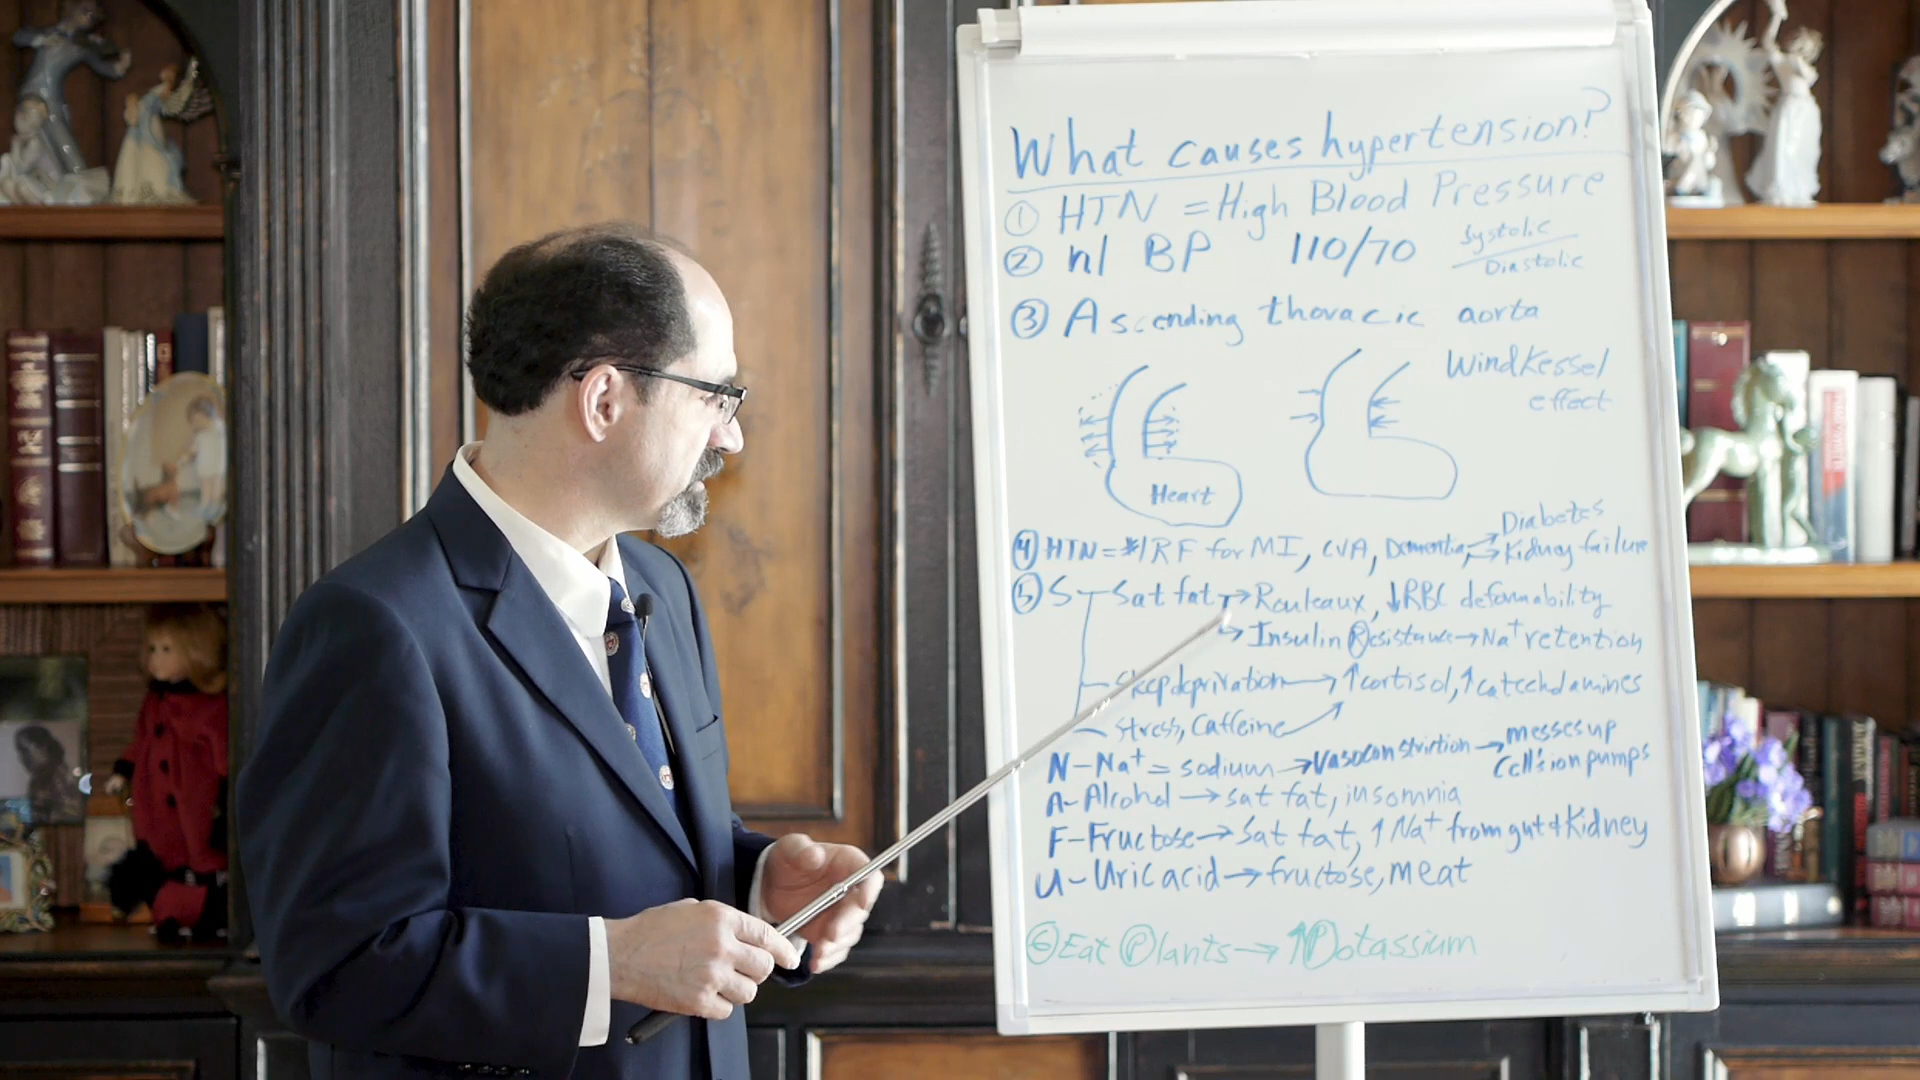 What causes hypertension?
① HTN = High Blood Pressure
② nl BP 110/70 Systolic
Diastolic
③ Ascending thoracic aorta
Windkessel
effect
Heart
Diabetes
④ HTN = #1 RF for MI, CVA, Dementia, → Kidney failure
⑤ S Sat fat → Rouleaux, ↓RBC deformability
↳ Insulin Resistance → Na⁺ retention
Sleep deprivation → ↑cortisol, ↑catecholamines
Stress, Caffeine
messes up
N - Na⁺ = sodium → Vasoconstriction → Cell's ion pumps
A - Alcohol → sat fat, insomnia
F - Fructose → Sat fat, ↑Na⁺ from gut + Kidney
U - Uric acid → fructose, meat
⑥ Eat Plants → ↑Potassium